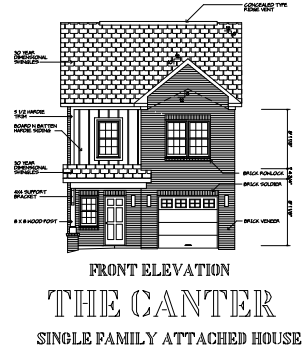 CONCEALED TYPE
RIDGE VENT
30 YEAR
DIMENSIONAL
SHINGLES
5 1/2 HARDIE
TRIM
BOARD N BATTEN
HARDIE SIDING
30 YEAR
DIMENSIONAL
SHINGLES
BRICK ROWLOCK
BRICK SOLDIER
4X4 SUPPORT
BRACKET
8 X 8 WOOD POST
BRICK VENEER
FRONT ELEVATION
THE CANTER
SINGLE FAMILY ATTACHED HOUSE